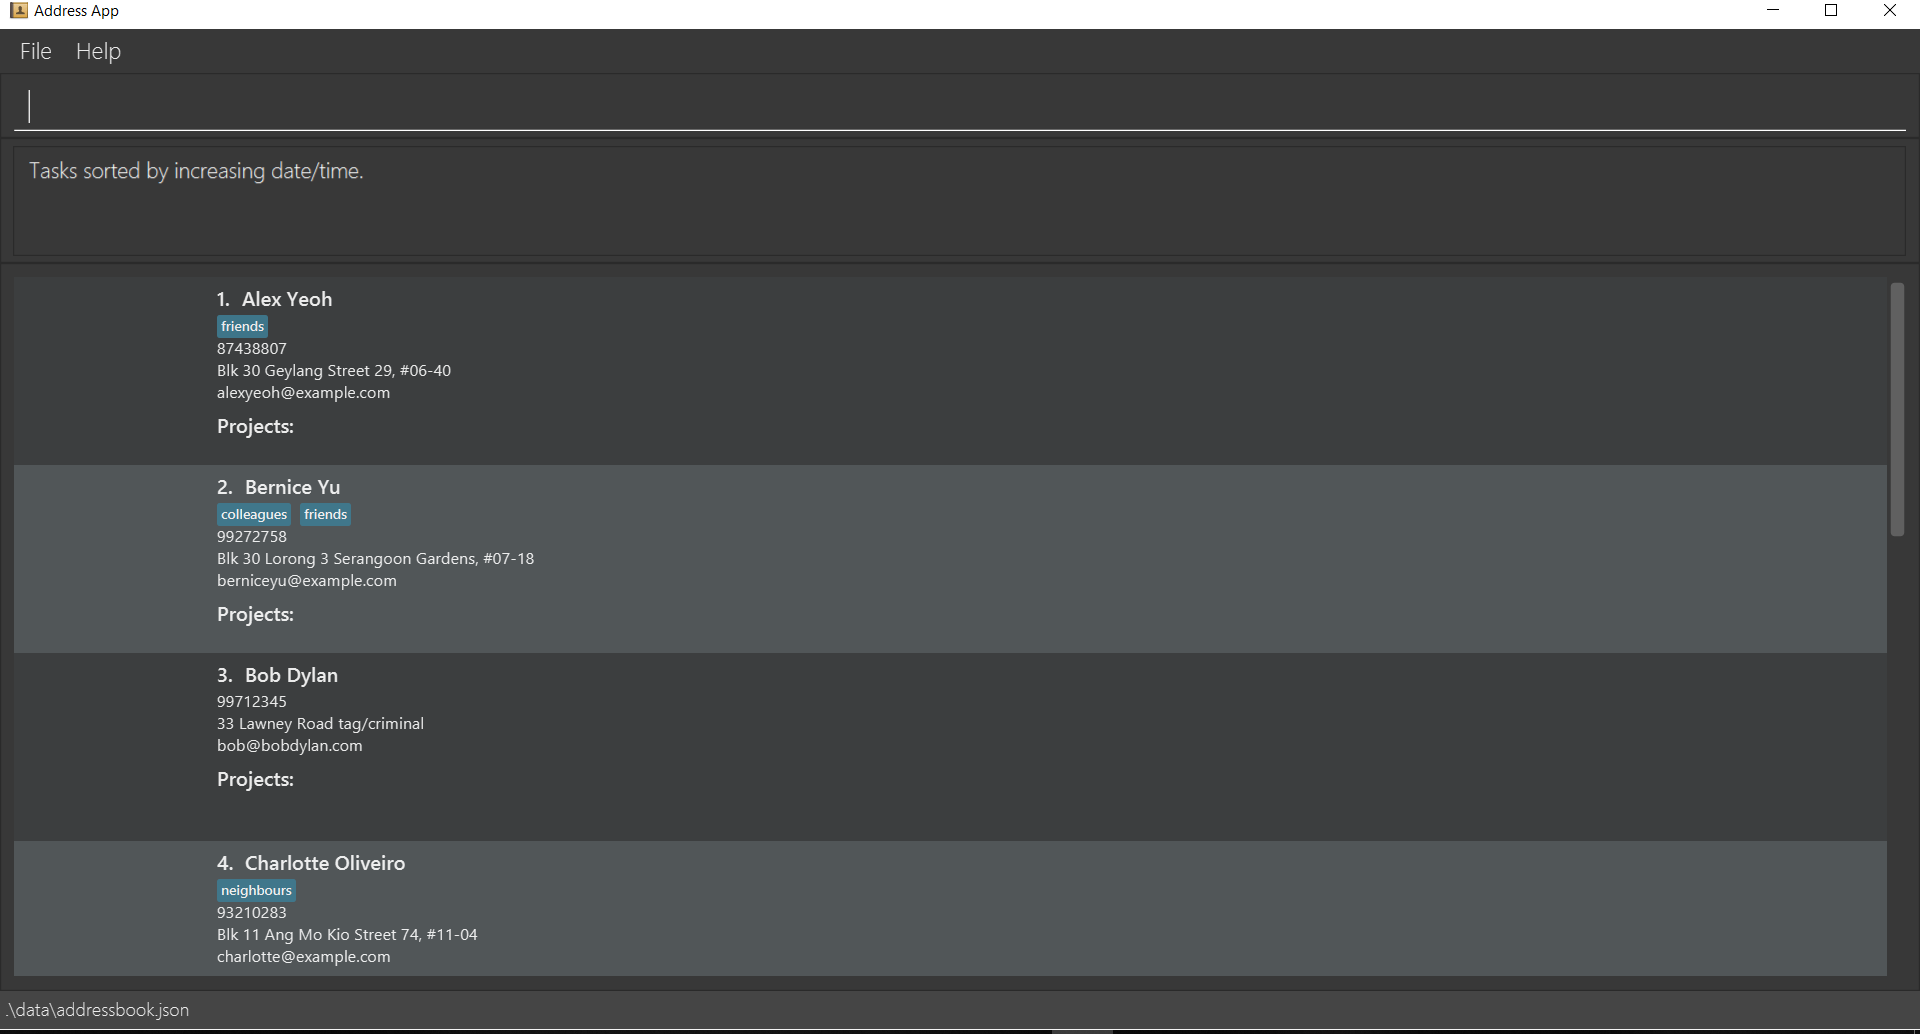 Address App
File Help
Tasks sorted by increasing date/time.
1. Alex Yeoh
friends
87438807
Blk 30 Geylang Street 29, #06-40
alexyeoh@example.com
Projects:
2. Bernice Yu
colleagues friends
99272758
Blk 30 Lorong 3 Serangoon Gardens, #07-18
berniceyu@example.com
Projects:
3. Bob Dylan
99712345
33 Lawney Road tag/criminal
bob@bobdylan.com
Projects:
4. Charlotte Oliveiro
neighbours
93210283
Blk 11 Ang Mo Kio Street 74, #11-04
charlotte@example.com
.\data\addressbook.json